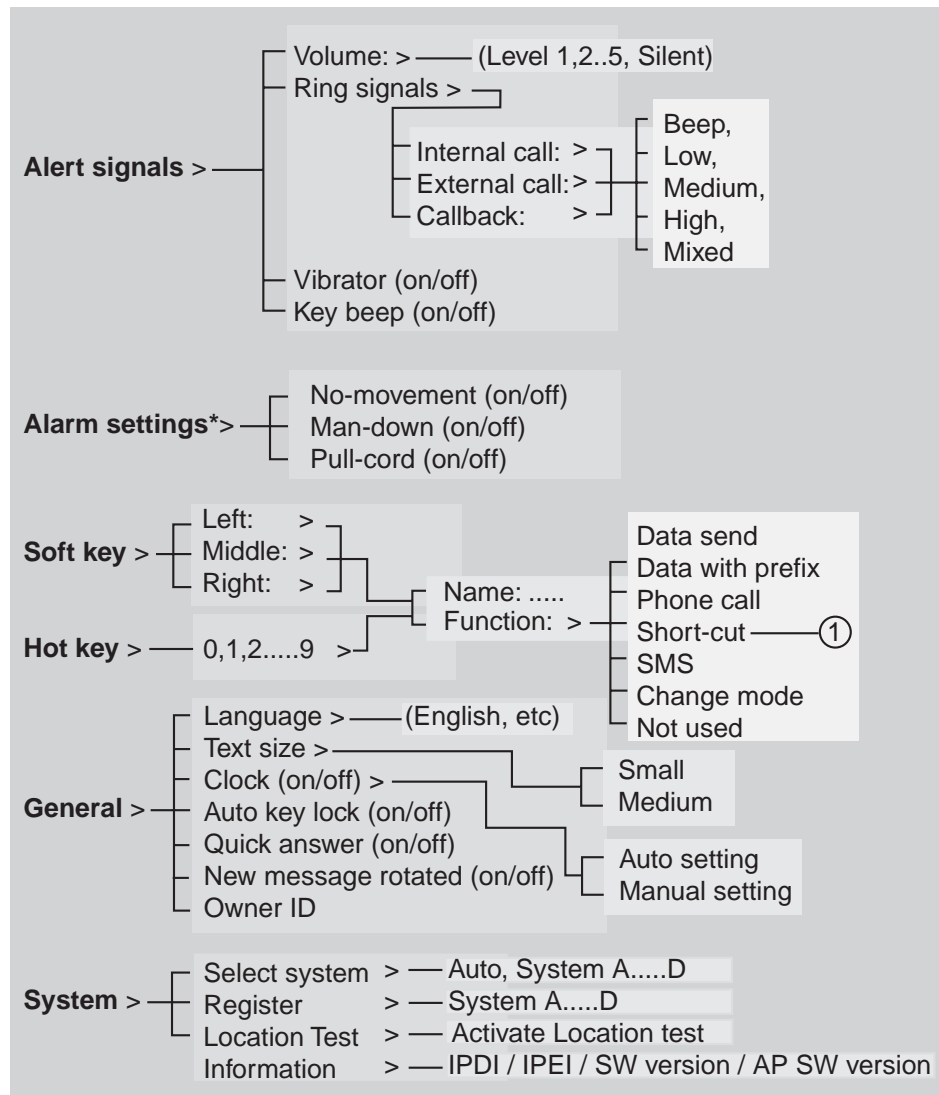 Volume: > (Level 1,2..5, Silent)
Ring signals >
Alert signals >
Internal call: >
External call: >
Callback: >
Beep,
Low,
Medium,
High,
Mixed
Vibrator (on/off)
Key beep (on/off)
Alarm settings*>
No-movement (on/off)
Man-down (on/off)
Pull-cord (on/off)
Soft key >
Left: >
Middle: >
Right: >
Hot key >
0,1,2.....9 >
Name: .....
Function: >
Data send
Data with prefix
Phone call
Short-cut 1
SMS
Change mode
Not used
General >
Language > (English, etc)
Text size >
Clock (on/off) >
Auto key lock (on/off)
Quick answer (on/off)
New message rotated (on/off)
Owner ID
Small
Medium
Auto setting
Manual setting
System >
Select system > Auto, System A.....D
Register > System A.....D
Location Test > Activate Location test
Information > IPDI / IPEI / SW version / AP SW version